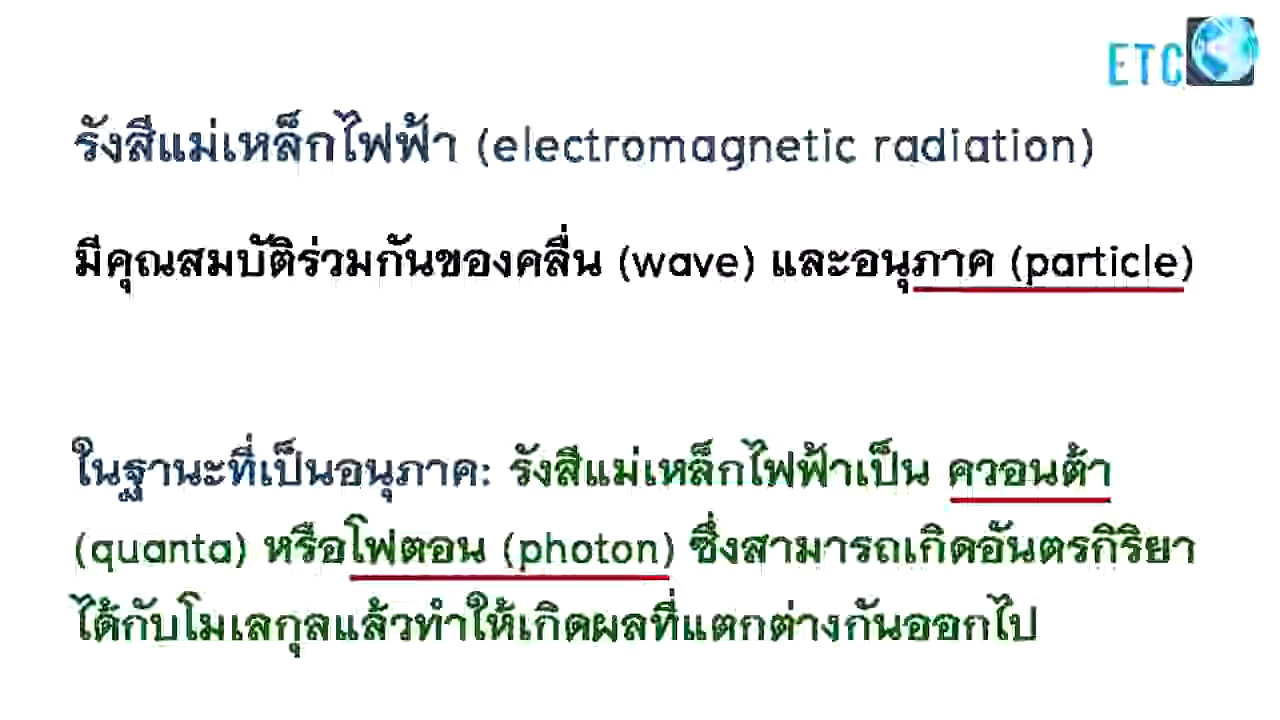 ETC
รังสีแม่เหล็กไฟฟ้า (electromagnetic radiation)
มีคุณสมบัติร่วมกันของคลื่น (wave) และอนุภาค (particle)
ในฐานะที่เป็นอนุภาค: รังสีแม่เหล็กไฟฟ้าเป็น ควอนต้า
(quanta) หรือโฟตอน (photon) ซึ่งสามารถเกิดอันตรกิริยา
ได้กับโมเลกุลแล้วทำให้เกิดผลที่แตกต่างกันออกไป